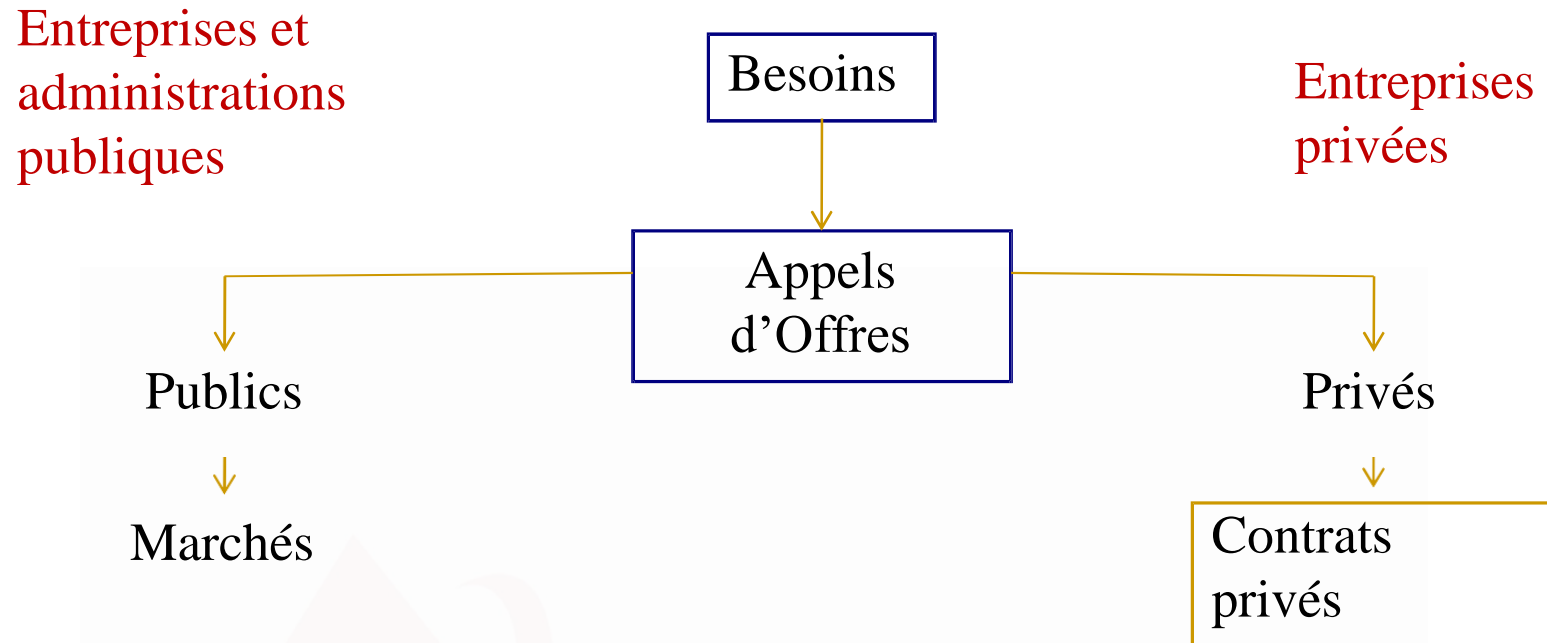 Entreprises et
administrations
publiques
Besoins
Entreprises
privées
Appels
d’Offres
Publics
Privés
Marchés
Contrats
privés